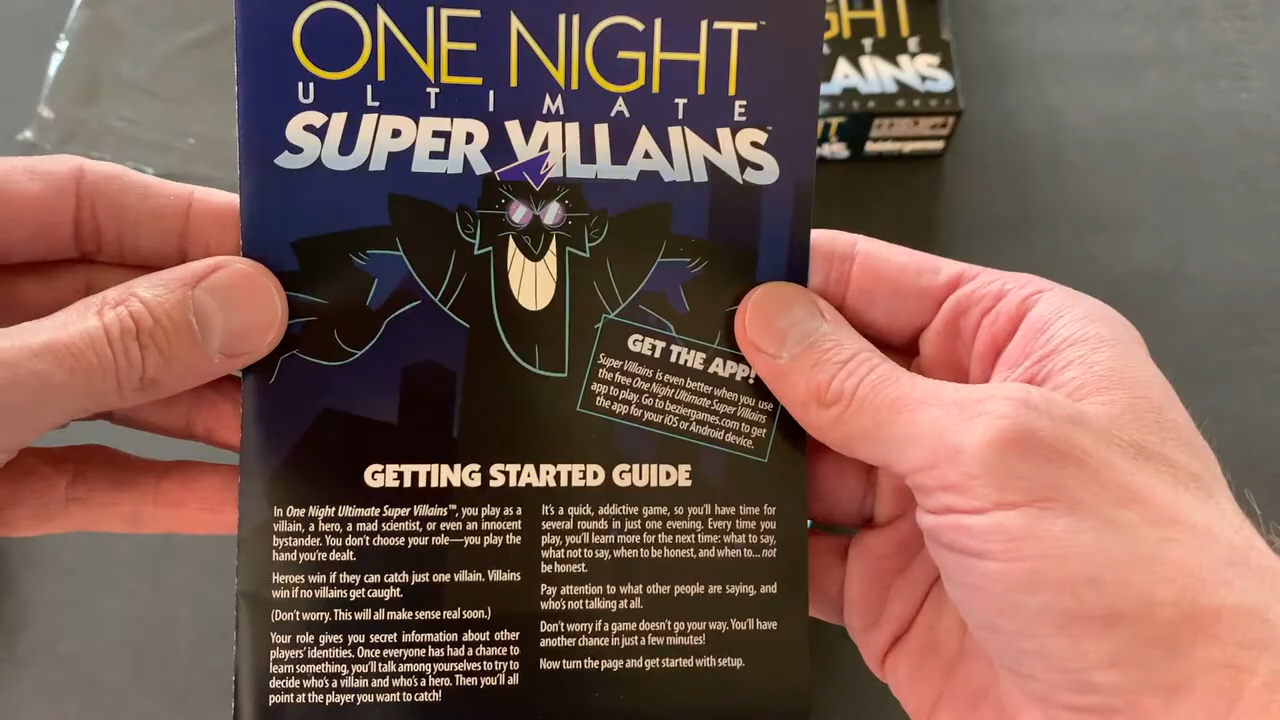 ONE NIGHT™
ULTIMATE
SUPER VILLAINS™
GET THE APP!
Super Villains is even better when you use
the free One Night Ultimate Super Villains
app to play. Go to beziergames.com to get
the app for your iOS or Android device.
GETTING STARTED GUIDE
In One Night Ultimate Super Villains™, you play as a
villain, a hero, a mad scientist, or even an innocent
bystander. You don't choose your role—you play the
hand you're dealt.
Heroes win if they can catch just one villain. Villains
win if no villains get caught.
(Don't worry. This will all make sense real soon.)
Your role gives you secret information about other
players' identities. Once everyone has had a chance to
learn something, you'll talk among yourselves to try to
decide who's a villain and who's a hero. Then you'll all
point at the player you want to catch!
It's a quick, addictive game, so you'll have time for
several rounds in just one evening. Every time you
play, you'll learn more for the next time: what to say,
what not to say, when to be honest, and when to... not
be honest.
Pay attention to what other people are saying, and
who's not talking at all.
Don't worry if a game doesn't go your way. You'll have
another chance in just a few minutes!
Now turn the page and get started with setup.
GHT
ATE
LAINS
HT
NS
béziergames